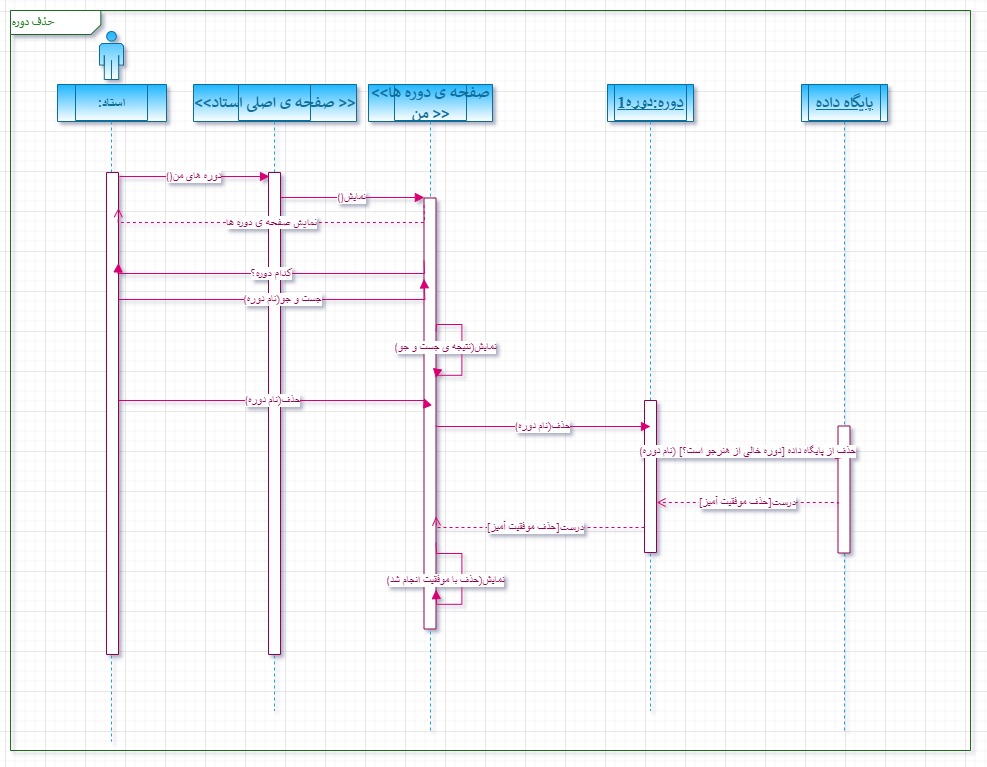 حذف دوره
استاد:
<< صفحه ی اصلی استاد>>
<<صفحه ی دوره ها
من >>
دوره:دوره1
پایگاه داده
دوره های من()
نمایش()
نمایش صفحه ی دوره ها
کدام دوره؟
جست و جو(نام دوره)
نمایش(نتیجه ی جست و جو)
حذف(نام دوره)
حذف(نام دوره)
حذف از پایگاه داده [دوره خالی از هنرجو است؟] (نام دوره)
درست[حذف موفقیت آمیز]
درست[حذف موفقیت آمیز]
نمایش(حذف با موفقیت انجام شد)